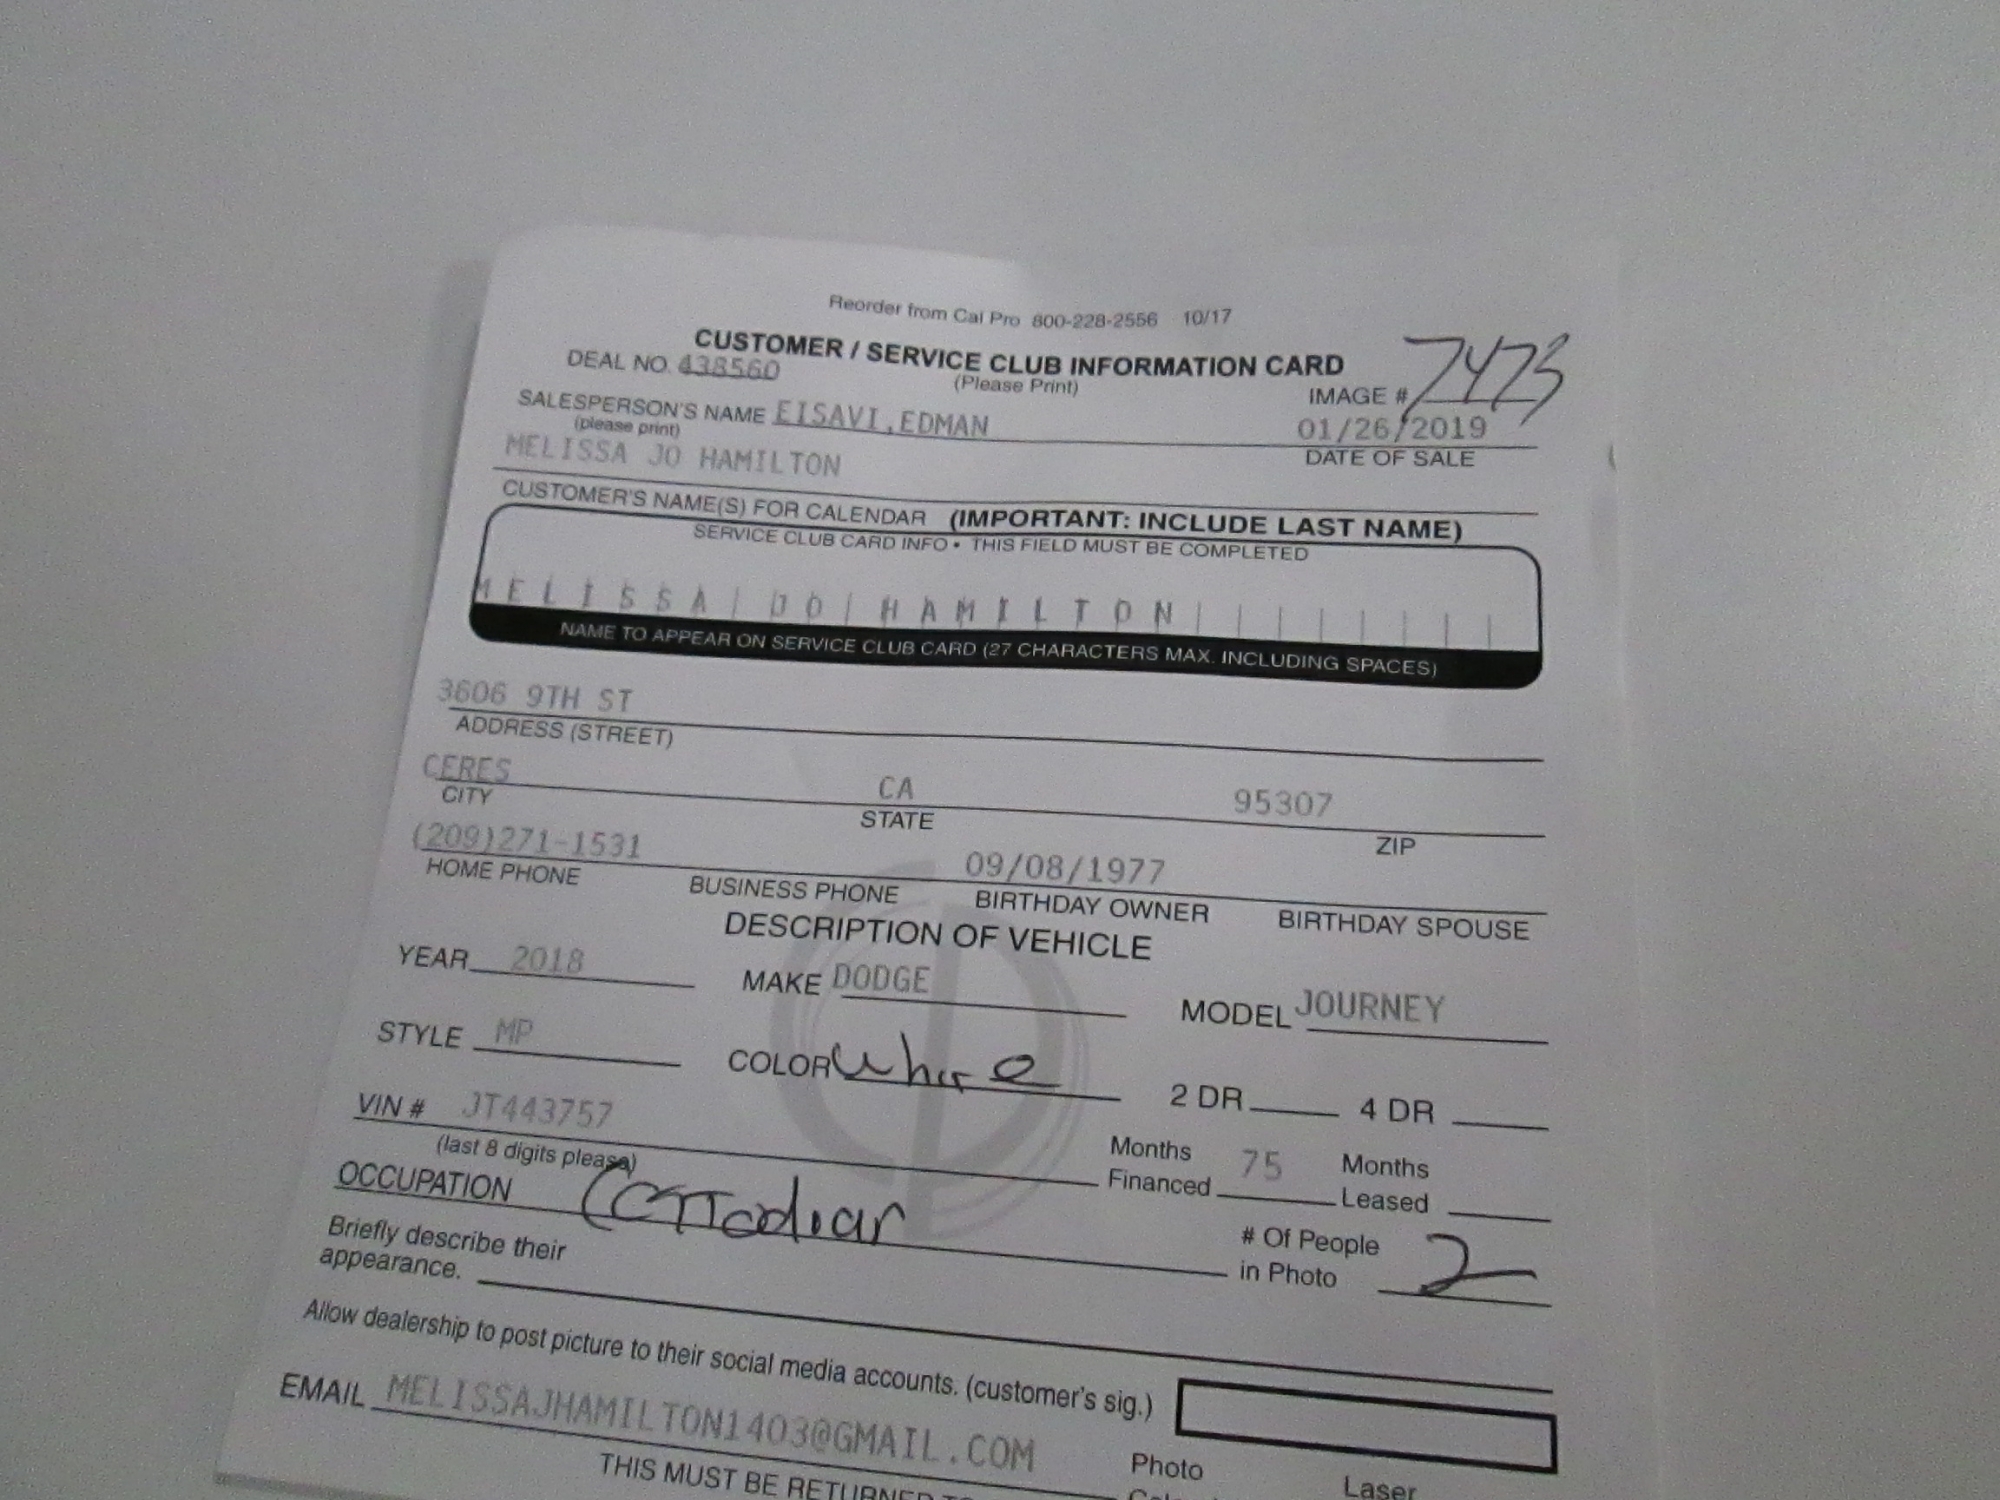 Reorder from Cal Pro 800-228-2556 10/17
CUSTOMER / SERVICE CLUB INFORMATION CARD
DEAL NO. 438560 (Please Print) IMAGE # 7473
SALESPERSON'S NAME EISAVI,EDMAN 01/26/2019
(please print) DATE OF SALE
MELISSA JO HAMILTON
CUSTOMER'S NAME(S) FOR CALENDAR (IMPORTANT: INCLUDE LAST NAME)
SERVICE CLUB CARD INFO • THIS FIELD MUST BE COMPLETED
MELISSA JO HAMILTON
NAME TO APPEAR ON SERVICE CLUB CARD (27 CHARACTERS MAX. INCLUDING SPACES)
3606 9TH ST
ADDRESS (STREET)
CERES CA 95307
CITY STATE ZIP
(209)271-1531 09/08/1977
HOME PHONE BUSINESS PHONE BIRTHDAY OWNER BIRTHDAY SPOUSE
DESCRIPTION OF VEHICLE
YEAR 2018 MAKE DODGE MODEL JOURNEY
STYLE MP COLOR white 2 DR 4 DR
VIN # JT443757
(last 8 digits please) Months Financed 75 Months Leased
OCCUPATION
# Of People in Photo 2
Briefly describe their
appearance.
Allow dealership to post picture to their social media accounts. (customer's sig.)
EMAIL MELISSAJHAMILTON1403@GMAIL.COM
Photo Laser
THIS MUST BE RETURNED